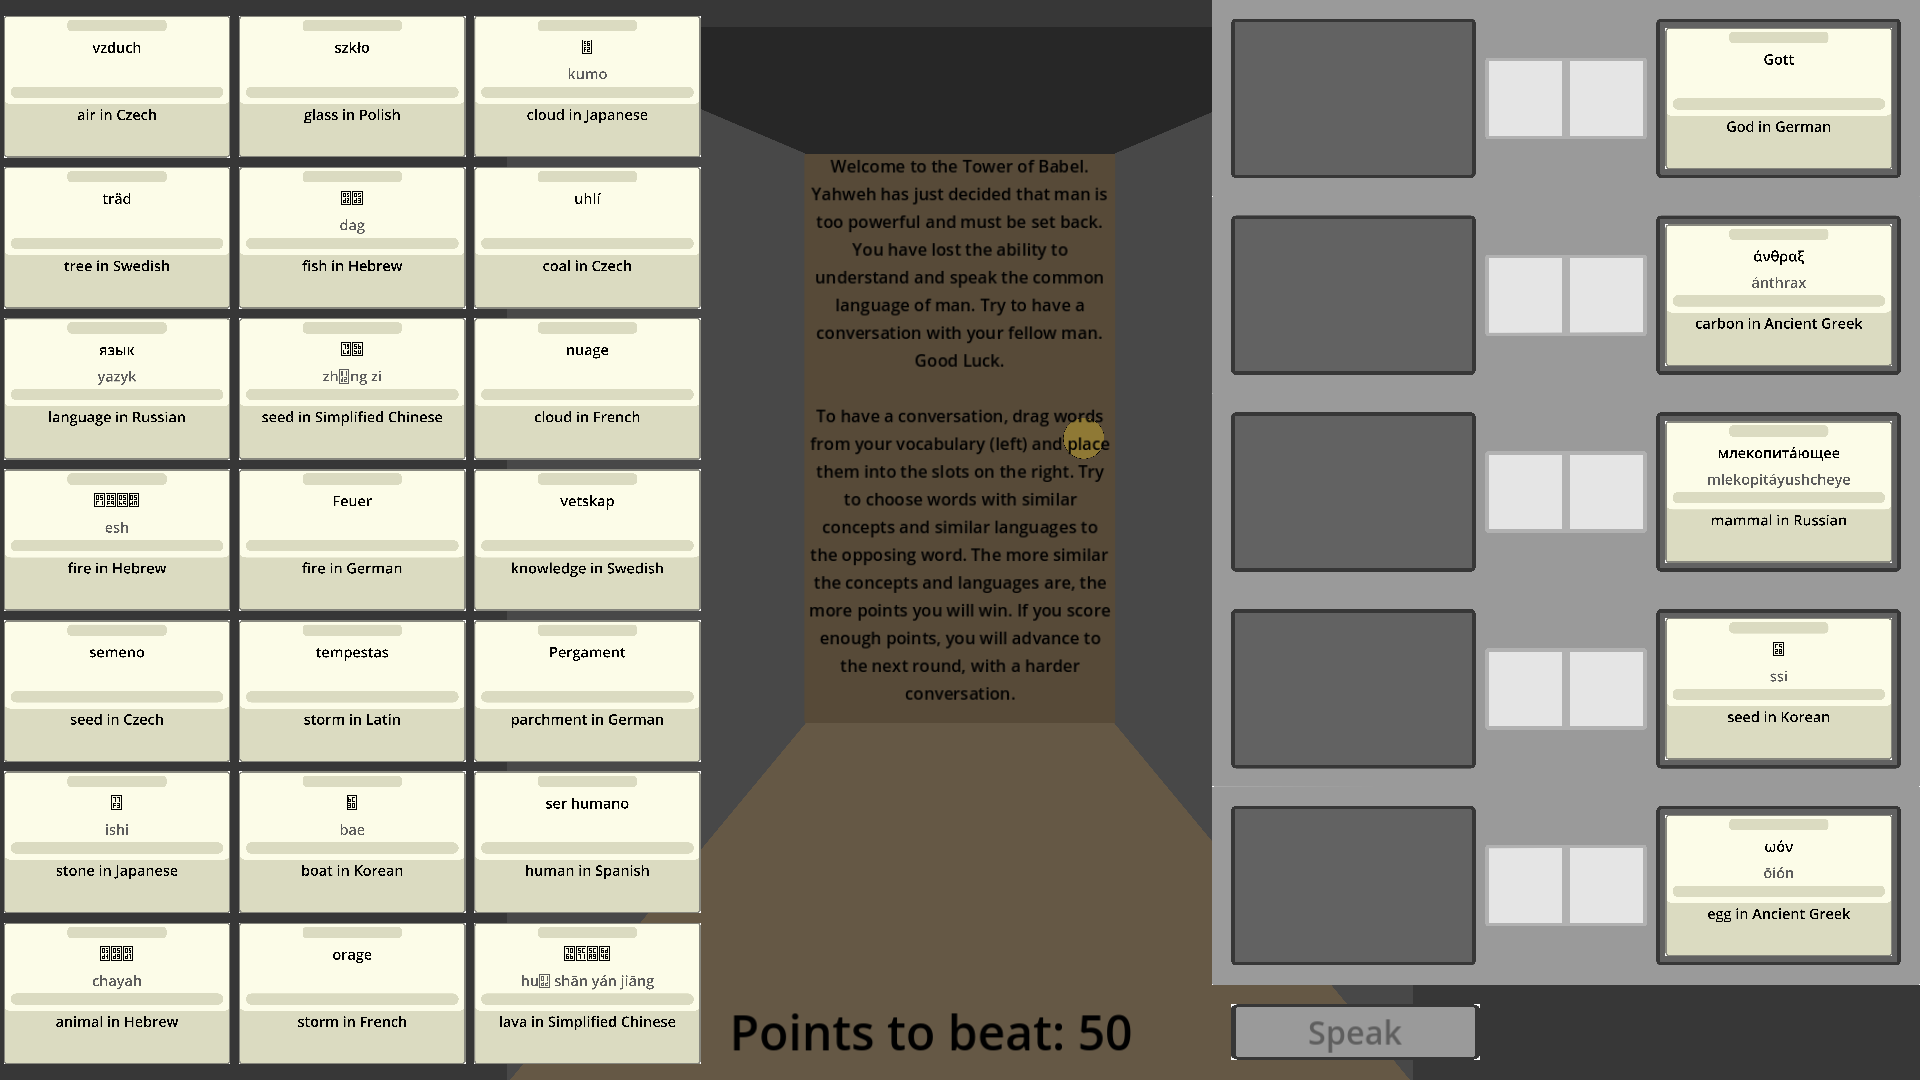 vzduch
air in Czech
szkło
glass in Polish
kumo
cloud in Japanese
träd
tree in Swedish
dag
fish in Hebrew
uhlí
coal in Czech
язык
yazyk
language in Russian
zi
seed in Simplified Chinese
nuage
cloud in French
esh
fire in Hebrew
Feuer
fire in German
vetskap
knowledge in Swedish
semeno
seed in Czech
tempestas
storm in Latin
Pergament
parchment in German
ishi
stone in Japanese
bae
boat in Korean
ser humano
human in Spanish
chayah
animal in Hebrew
orage
storm in French
shān yán jiāng
lava in Simplified Chinese
Welcome to the Tower of Babel.
Yahweh has just decided that man is
too powerful and must be set back.
You have lost the ability to
understand and speak the common
language of man. Try to have a
conversation with your fellow man.
Good Luck.
To have a conversation, drag words
from your vocabulary (left) and place
them into the slots on the right. Try
to choose words with similar
concepts and similar languages to
the opposing word. The more similar
the concepts and languages are, the
more points you will win. If you score
enough points, you will advance to
the next round, with a harder
conversation.
Points to beat: 50
Gott
God in German
άνθραξ
ánthrax
carbon in Ancient Greek
млекопита́ющее
mlekopitáyushcheye
mammal in Russian
ssi
seed in Korean
ωόν
ōión
egg in Ancient Greek
Speak